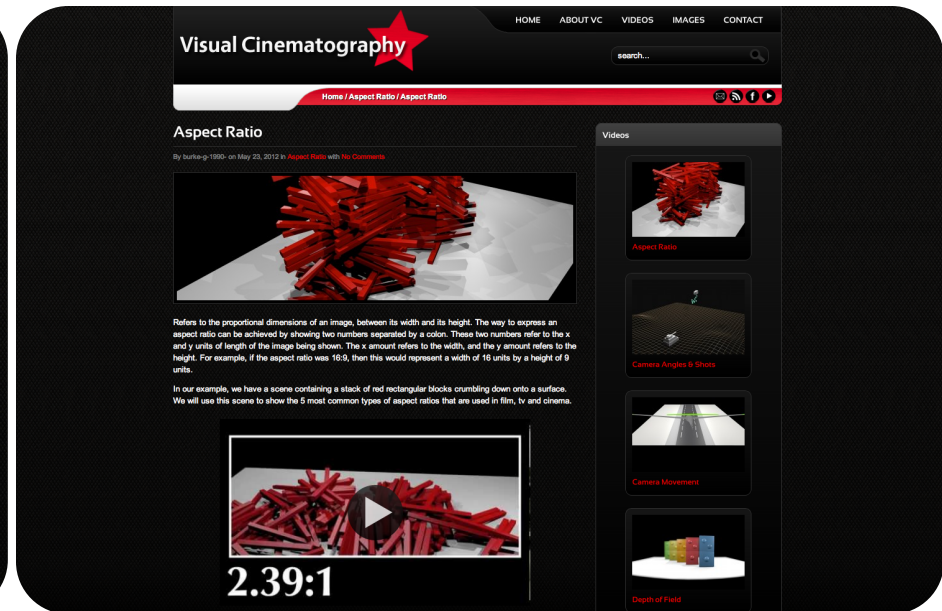 HOME ABOUT VC VIDEOS IMAGES CONTACT
Visual Cinematography
search...
Home / Aspect Ratio / Aspect Ratio
Aspect Ratio
By burke-g-1990- on May 23, 2012 in Aspect Ratio with No Comments
Refers to the proportional dimensions of an image, between its width and its height. The way to express an
aspect ratio can be achieved by showing two numbers separated by a colon. These two numbers refer to the x
and y units of length of the image being shown. The x amount refers to the width, and the y amount refers to the
height. For example, if the aspect ratio was 16:9, then this would represent a width of 16 units by a height of 9
units.
In our example, we have a scene containing a stack of red rectangular blocks crumbling down onto a surface.
We will use this scene to show the 5 most common types of aspect ratios that are used in film, tv and cinema.
2.39:1
Videos
Aspect Ratio
Camera Angles & Shots
Camera Movement
Depth of Field